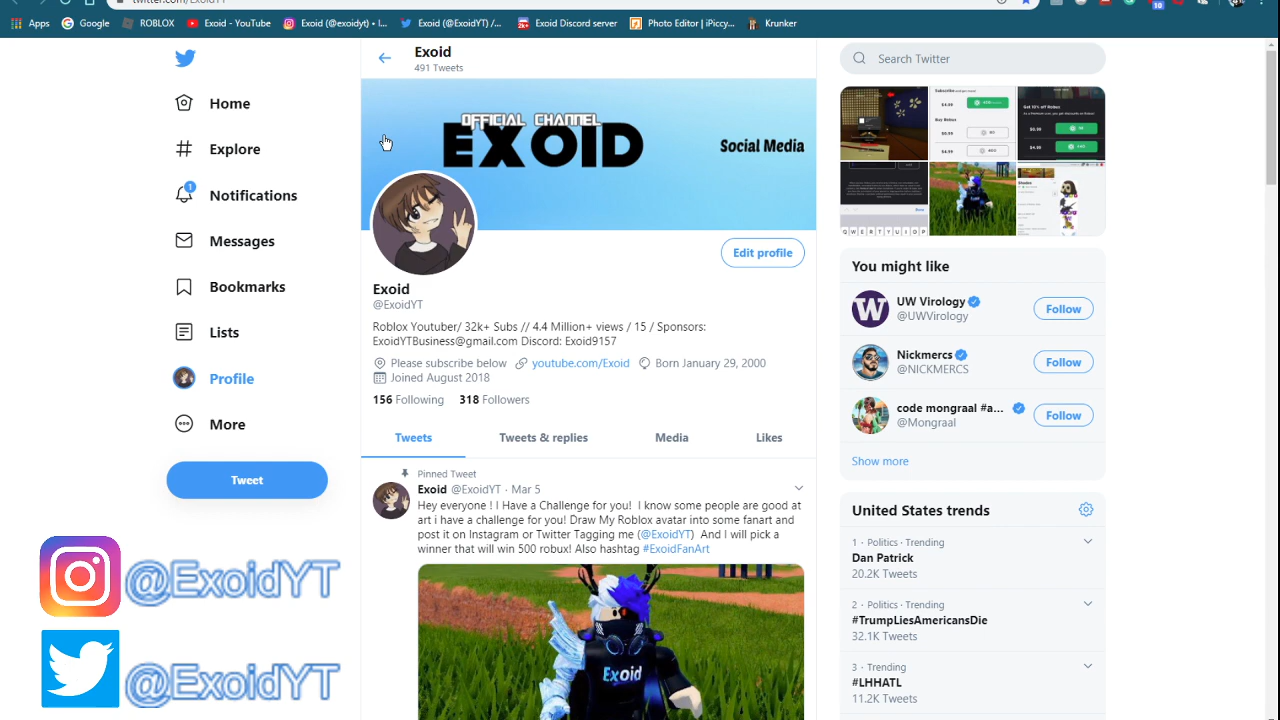 Apps
Google
ROBLOX
Exoid - YouTube
Exoid (@exoidyt) • I...
Exoid (@ExoidYT) /...
Exoid Discord server
Photo Editor | iPiccy...
Krunker
10
Home
Explore
1
Notifications
Messages
Bookmarks
Lists
Profile
More
Tweet
@ExoidYT
@ExoidYT
Exoid
491 Tweets
OFFICIAL CHANNEL
EXOID
Social Media
Edit profile
Exoid
@ExoidYT
Roblox Youtuber/ 32k+ Subs // 4.4 Million+ views / 15 / Sponsors:
ExoidYTBusiness@gmail.com Discord: Exoid9157
Please subscribe below youtube.com/Exoid Born January 29, 2000
Joined August 2018
156 Following 318 Followers
Tweets Tweets & replies Media Likes
Pinned Tweet
Exoid @ExoidYT · Mar 5
Hey everyone ! I Have a Challenge for you! I know some people are good at
art i have a challenge for you! Draw My Roblox avatar into some fanart and
post it on Instagram or Twitter Tagging me (@ExoidYT) And I will pick a
winner that will win 500 robux! Also hashtag #ExoidFanArt
Exoid
Search Twitter
You might like
UW Virology
@UWVirology
Follow
Nickmercs
@NICKMERCS
Follow
code mongraal #a...
@Mongraal
Follow
Show more
United States trends
1 · Politics · Trending
Dan Patrick
20.2K Tweets
2 · Politics · Trending
#TrumpLiesAmericansDie
32.1K Tweets
3 · Trending
#LHHATL
11.2K Tweets